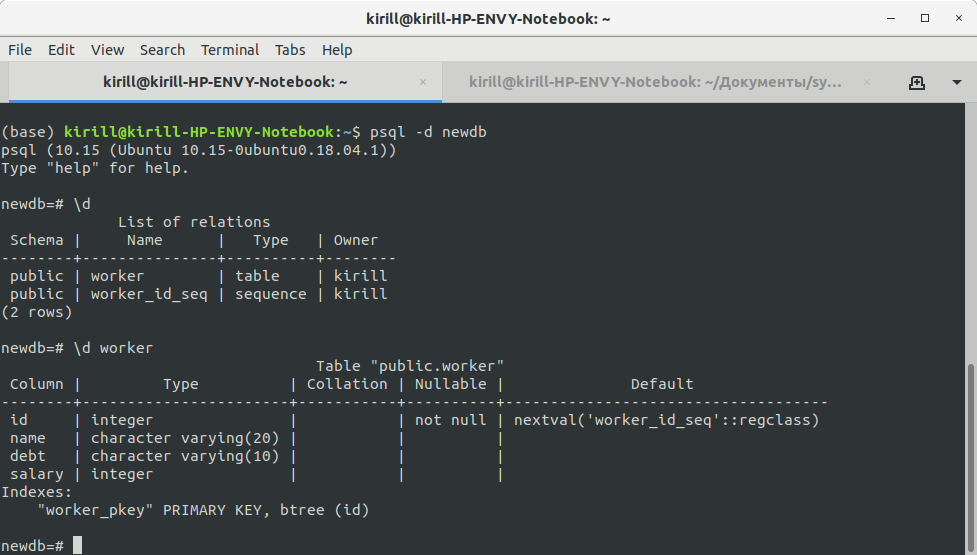 kirill@kirill-HP-ENVY-Notebook: ~
File Edit View Search Terminal Tabs Help
kirill@kirill-HP-ENVY-Notebook: ~ × kirill@kirill-HP-ENVY-Notebook: ~/Документы/sy... ×
(base) kirill@kirill-HP-ENVY-Notebook:~$ psql -d newdb
psql (10.15 (Ubuntu 10.15-0ubuntu0.18.04.1))
Type "help" for help.
newdb=# \d
             List of relations
 Schema |     Name      |   Type   | Owner
--------+---------------+----------+--------
 public | worker        | table    | kirill
 public | worker_id_seq | sequence | kirill
(2 rows)
newdb=# \d worker
                                   Table "public.worker"
 Column |         Type          | Collation | Nullable |              Default
--------+-----------------------+-----------+----------+------------------------------------
 id     | integer               |           | not null | nextval('worker_id_seq'::regclass)
 name   | character varying(20) |           |          |
 debt   | character varying(10) |           |          |
 salary | integer               |           |          |
Indexes:
    "worker_pkey" PRIMARY KEY, btree (id)
newdb=#